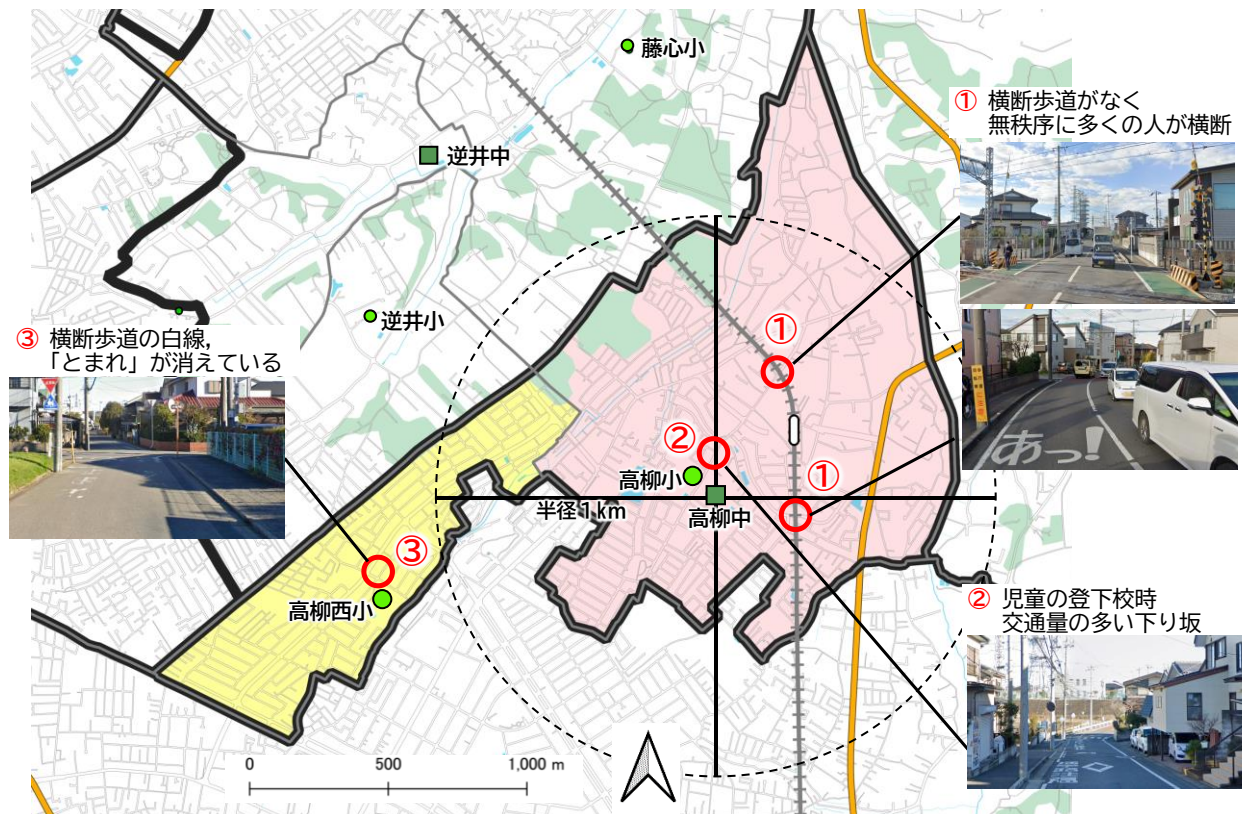 藤心小
① 横断歩道がなく
無秩序に多くの人が横断
逆井中
逆井小
③ 横断歩道の白線,
「とまれ」が消えている
①
あっ!
②
高柳小
①
半径1km
高柳中
③
高柳西小
② 児童の登下校時
交通量の多い下り坂
0 500 1,000 m